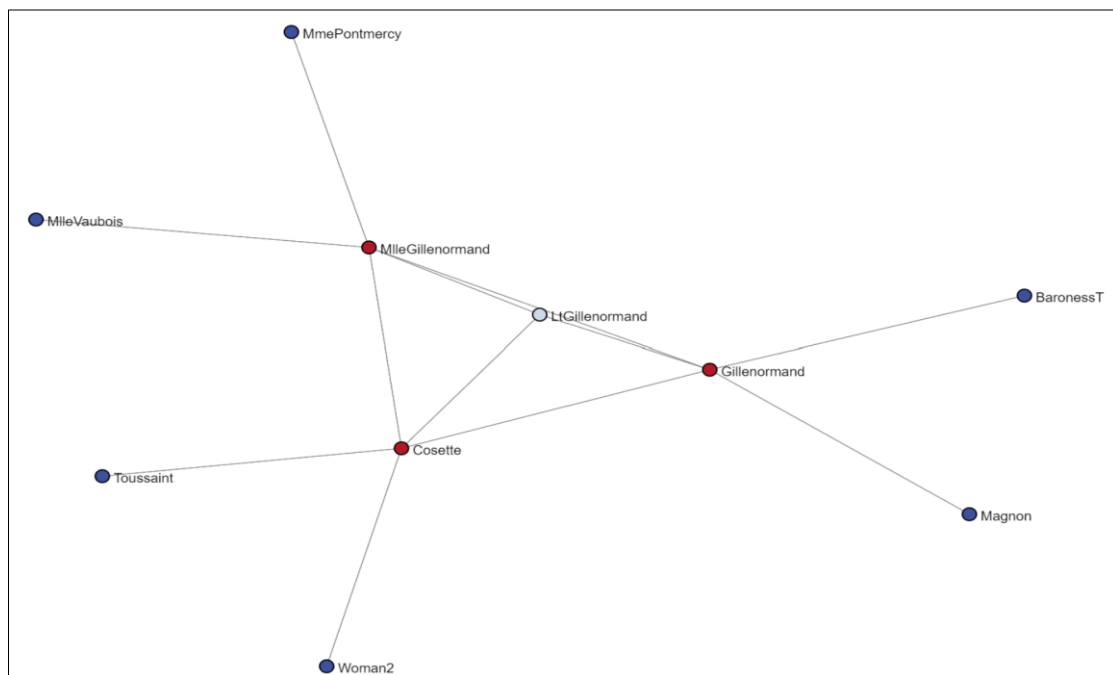 MmePontmercy
MlleVaubois
MlleGillenormand
BaronessT
LtGillenormand
Gillenormand
Cosette
Toussaint
Magnon
Woman2